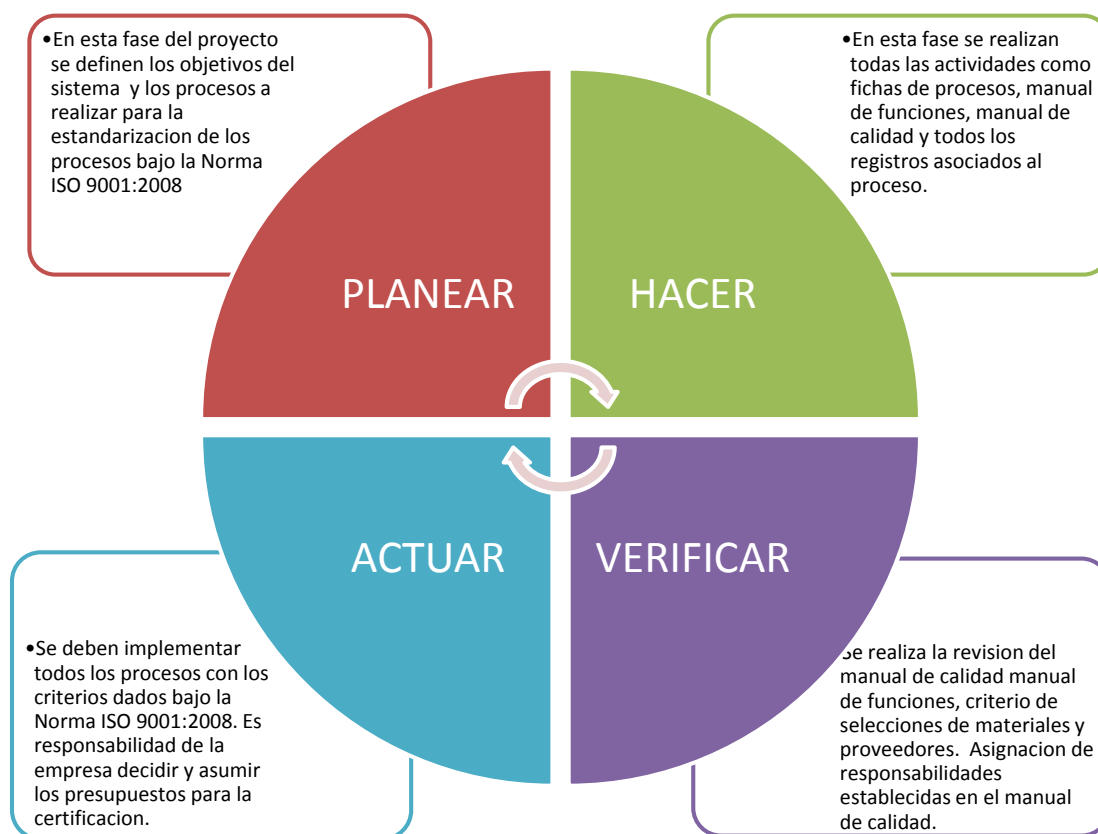 •En esta fase del proyecto
se definen los objetivos del
sistema y los procesos a
realizar para la
estandarizacion de los
procesos bajo la Norma
ISO 9001:2008
•En esta fase se realizan
todas las actividades como
fichas de procesos, manual
de funciones, manual de
calidad y todos los
registros asociados al
proceso.
PLANEAR
HACER
ACTUAR
VERIFICAR
•Se deben implementar
todos los procesos con los
criterios dados bajo la
Norma ISO 9001:2008. Es
responsabilidad de la
empresa decidir y asumir
los presupuestos para la
certificacion.
Se realiza la revision del
manual de calidad manual
de funciones, criterio de
selecciones de materiales y
proveedores. Asignacion de
responsabilidades
establecidas en el manual
de calidad.